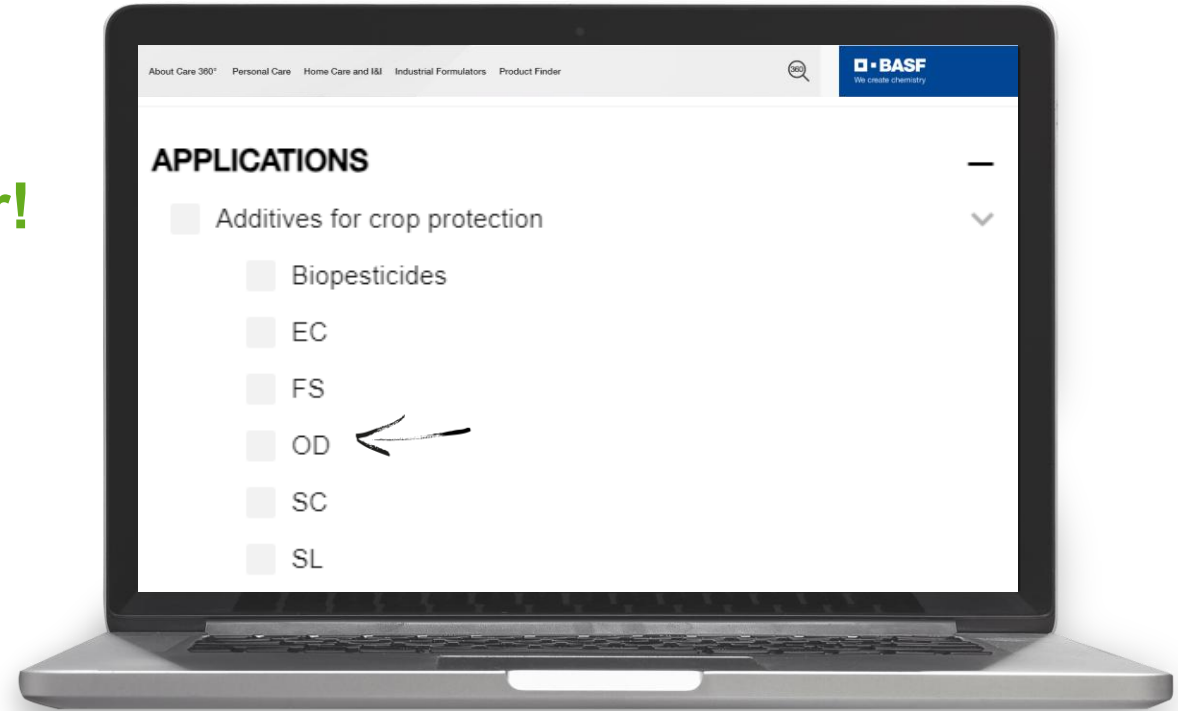 About Care 360° Personal Care Home Care and I&I Industrial Formulators Product Finder
360
BASF
We create chemistry
r!
APPLICATIONS
Additives for crop protection
Biopesticides
EC
FS
OD
SC
SL